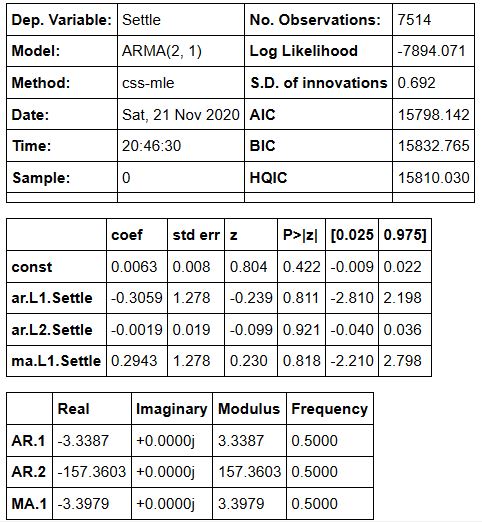 Dep. Variable: Settle No. Observations: 7514
Model: ARMA(2, 1) Log Likelihood -7894.071
Method: css-mle S.D. of innovations 0.692
Date: Sat, 21 Nov 2020 AIC 15798.142
Time: 20:46:30 BIC 15832.765
Sample: 0 HQIC 15810.030
coef std err z P>|z| [0.025 0.975]
const 0.0063 0.008 0.804 0.422 -0.009 0.022
ar.L1.Settle -0.3059 1.278 -0.239 0.811 -2.810 2.198
ar.L2.Settle -0.0019 0.019 -0.099 0.921 -0.040 0.036
ma.L1.Settle 0.2943 1.278 0.230 0.818 -2.210 2.798
Real Imaginary Modulus Frequency
AR.1 -3.3387 +0.0000j 3.3387 0.5000
AR.2 -157.3603 +0.0000j 157.3603 0.5000
MA.1 -3.3979 +0.0000j 3.3979 0.5000